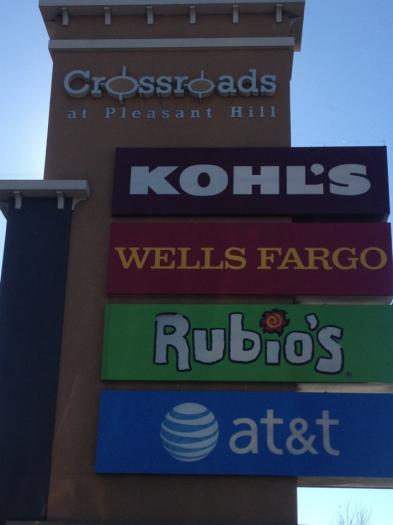 Crossroads
at Pleasant Hill
KOHL'S
WELLS FARGO
Rubio's
at&t